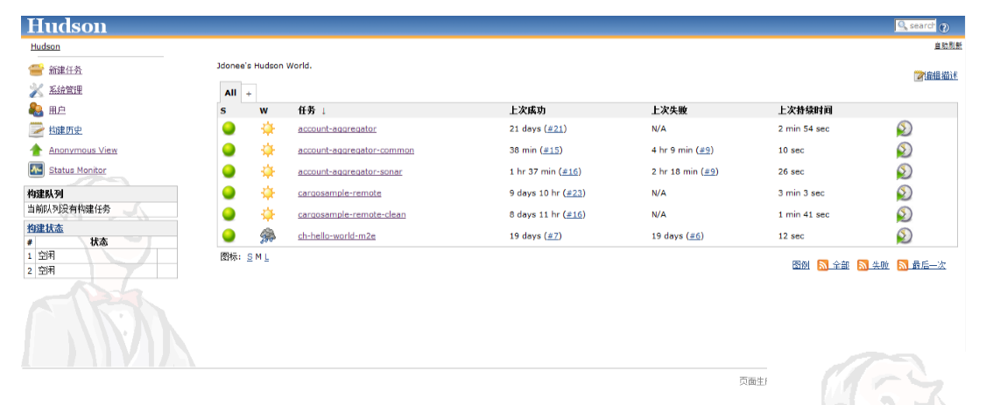 Hudson
search
Hudson
自动刷新
新建任务
系统管理
用户
构建历史
Anonymous View
Status Monitor
构建队列
当前队列没有构建任务
构建状态
# 状态
1 空闲
2 空闲
Jdonee's Hudson World.
编辑描述
All +
S W 任务 ↓ 上次成功 上次失败 上次持续时间
account-aggregator 21 days (#21) N/A 2 min 54 sec
account-aggregator-common 38 min (#15) 4 hr 9 min (#9) 10 sec
account-aggregator-sonar 1 hr 37 min (#16) 2 hr 18 min (#9) 26 sec
cargosample-remote 9 days 10 hr (#23) N/A 3 min 3 sec
cargosample-remote-clean 8 days 11 hr (#16) N/A 1 min 41 sec
ch-hello-world-m2e 19 days (#7) 19 days (#6) 12 sec
图标: S M L
图例 全部 失败 最后一次
页面生